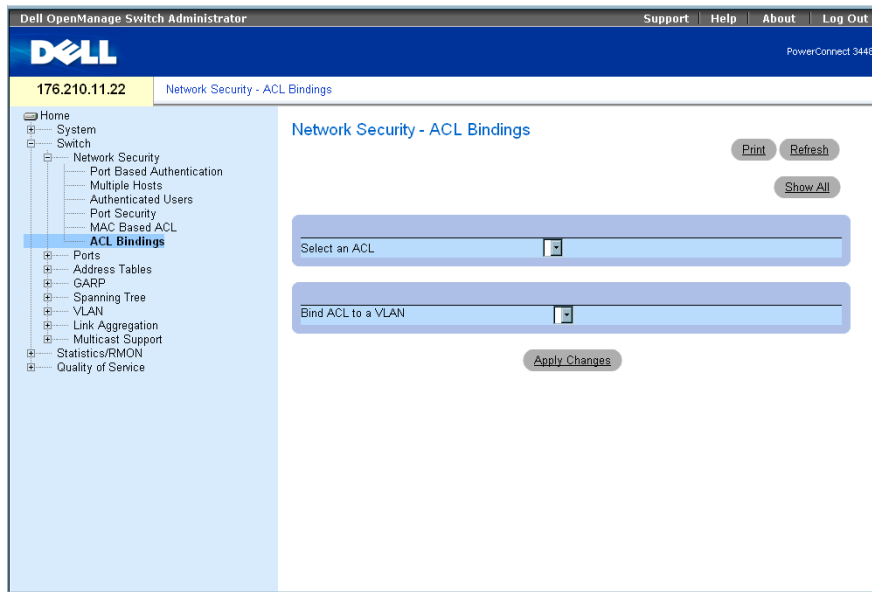 Dell OpenManage Switch Administrator
Support Help About Log Out
DELL
PowerConnect 3448
176.210.11.22
Network Security - ACL Bindings
Home
System
Switch
Network Security
Port Based Authentication
Multiple Hosts
Authenticated Users
Port Security
MAC Based ACL
ACL Bindings
Ports
Address Tables
GARP
Spanning Tree
VLAN
Link Aggregation
Multicast Support
Statistics/RMON
Quality of Service
Network Security - ACL Bindings
Print Refresh
Show All
Select an ACL
Bind ACL to a VLAN
Apply Changes